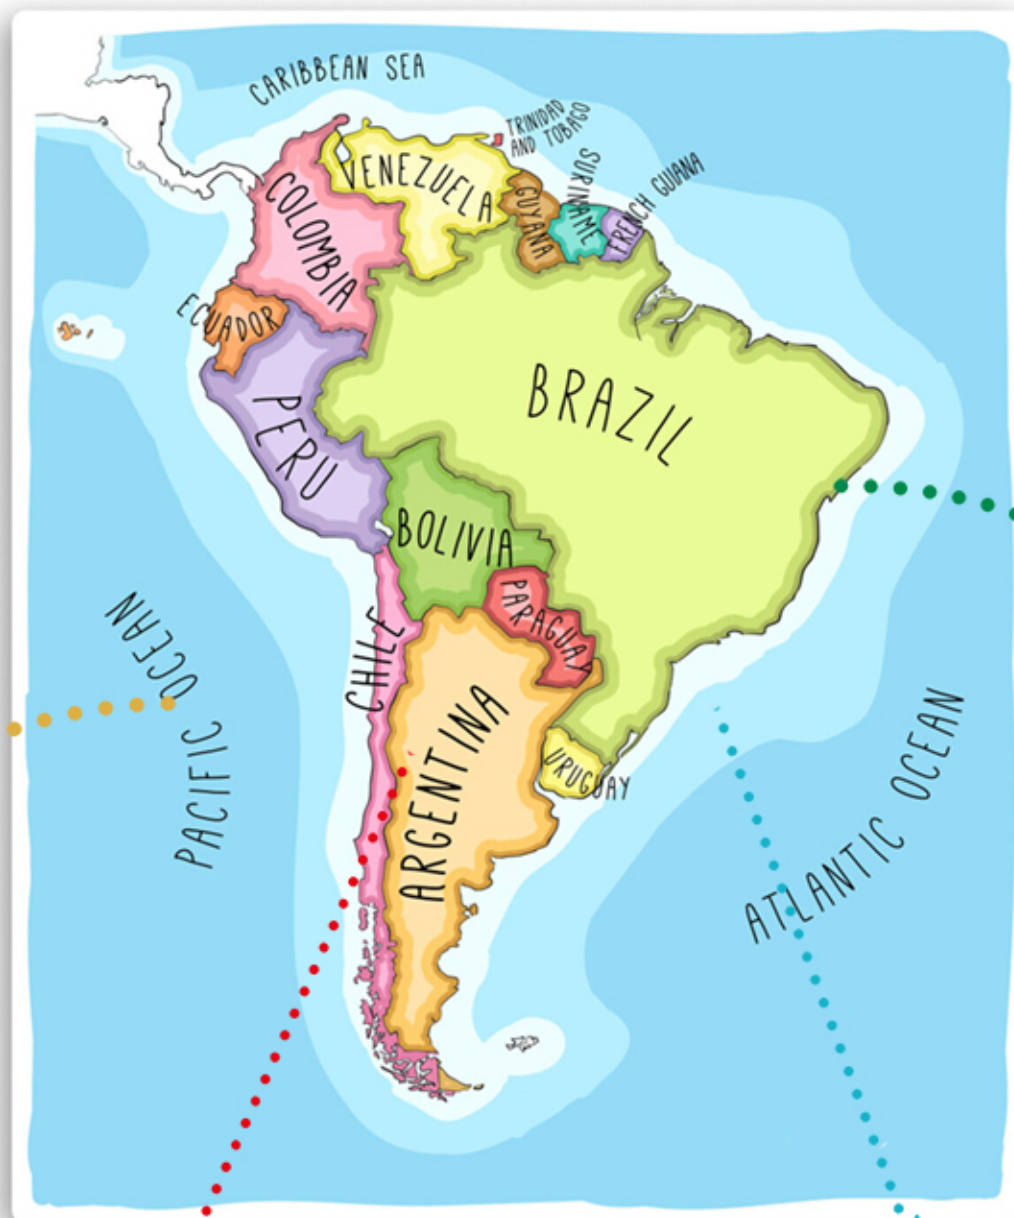 CARIBBEAN SEA
TRINIDAD
AND TOBAGO
VENEZUELA
COLOMBIA
GUYANA
SURINAME
FRENCH GUIANA
ECUADOR
BRAZIL
PERU
BOLIVIA
PARAGUAY
CHILE
PACIFIC OCEAN
ARGENTINA
URUGUAY
ATLANTIC OCEAN